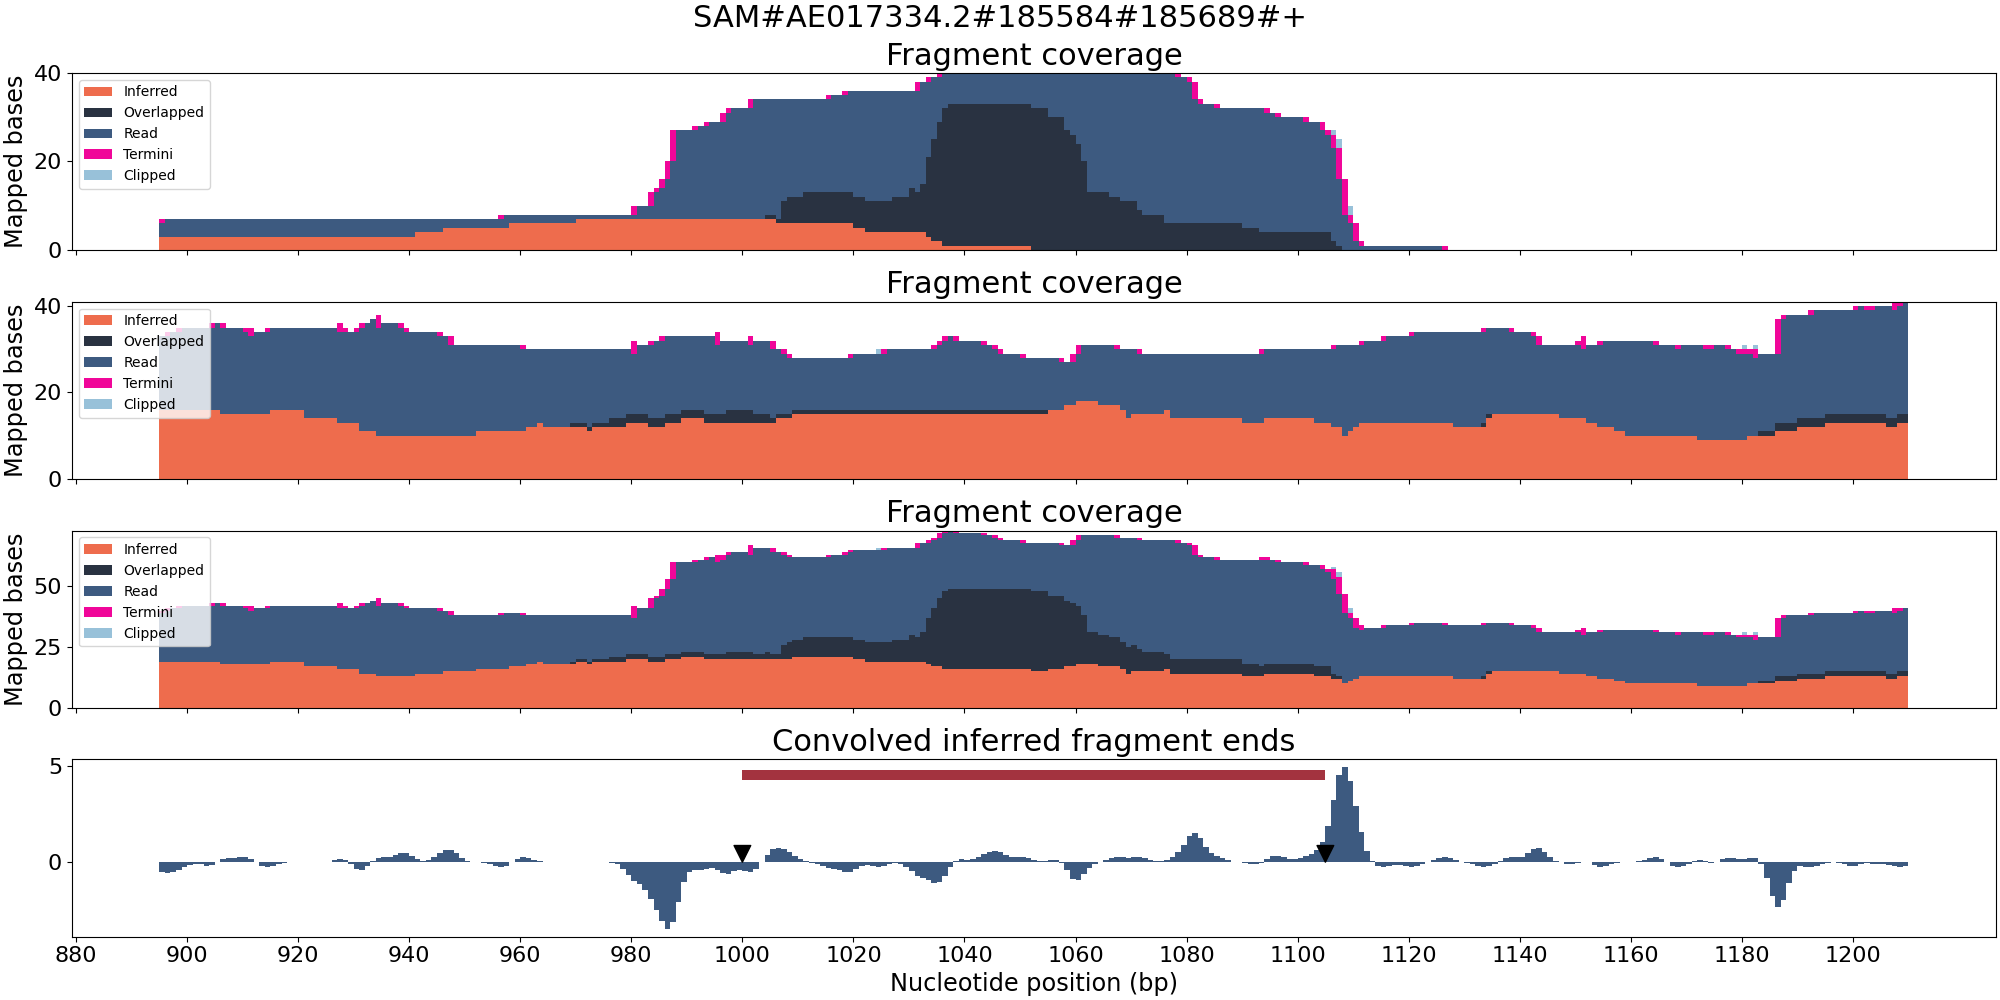 SAM#AE017334.2#185584#185689#+
Fragment coverage
Mapped bases
40
20
0
Inferred
Overlapped
Read
Termini
Clipped
Fragment coverage
Mapped bases
40
20
0
Inferred
Overlapped
Read
Termini
Clipped
Fragment coverage
Mapped bases
50
25
0
Inferred
Overlapped
Read
Termini
Clipped
Convolved inferred fragment ends
5
0
880 900 920 940 960 980 1000 1020 1040 1060 1080 1100 1120 1140 1160 1180 1200
Nucleotide position (bp)